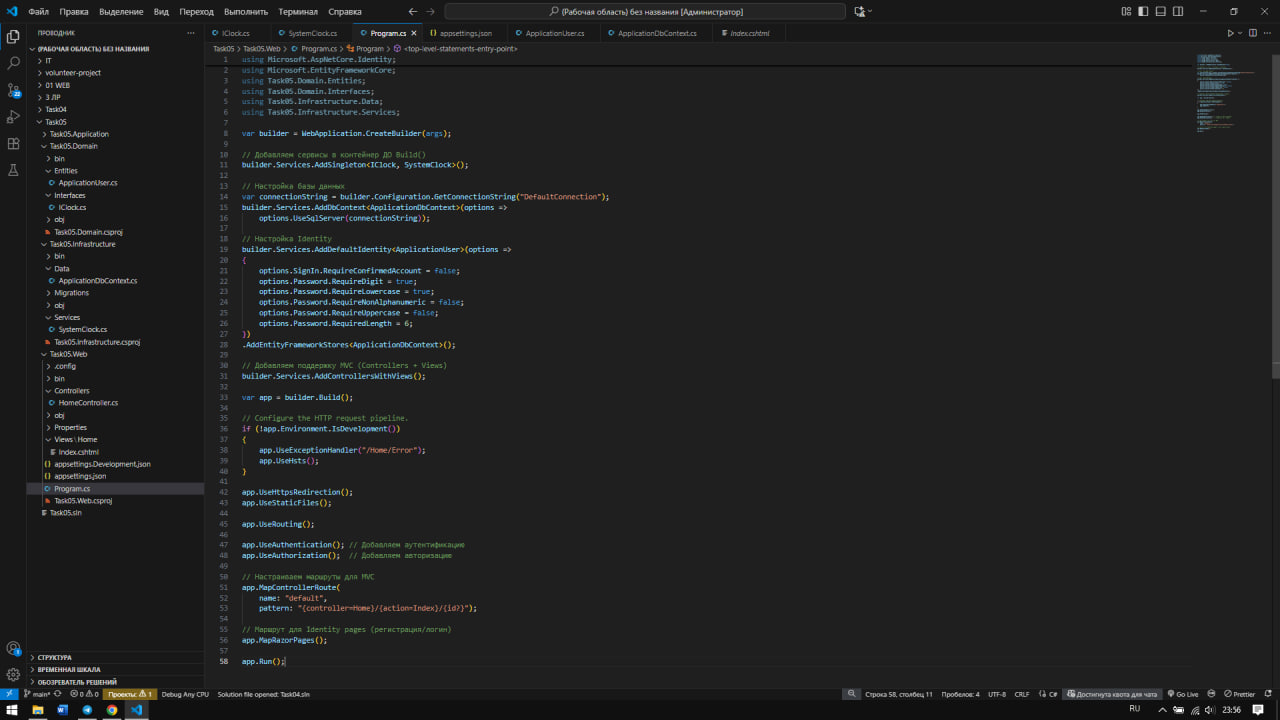 Файл Правка Выделение Вид Переход Выполнить Терминал Справка
(Рабочая область) без названия [Администратор]
ПРОВОДНИК
(РАБОЧАЯ ОБЛАСТЬ) БЕЗ НАЗВАНИЯ
IT
volunteer-project
01 WEB
3 ЛР
Task04
Task05
Task05.Application
Task05.Domain
bin
Entities
ApplicationUser.cs
Interfaces
IClock.cs
obj
Task05.Domain.csproj
Task05.Infrastructure
bin
Data
ApplicationDbContext.cs
Migrations
obj
Services
SystemClock.cs
Task05.Infrastructure.csproj
Task05.Web
.config
bin
Controllers
HomeController.cs
obj
Properties
Views \ Home
Index.cshtml
appsettings.Development.json
appsettings.json
Program.cs
Task05.Web.csproj
Task05.sln
СТРУКТУРА
ВРЕМЕННАЯ ШКАЛА
ОБОЗРЕВАТЕЛЬ РЕШЕНИЙ
IClock.cs SystemClock.cs Program.cs appsettings.json ApplicationUser.cs ApplicationDbContext.cs Index.cshtml
Task05 > Task05.Web > Program.cs > Program > <top-level-statements-entry-point>
1 using Microsoft.AspNetCore.Identity;
2 using Microsoft.EntityFrameworkCore;
3 using Task05.Domain.Entities;
4 using Task05.Domain.Interfaces;
5 using Task05.Infrastructure.Data;
6 using Task05.Infrastructure.Services;
7
8 var builder = WebApplication.CreateBuilder(args);
9
10 // Добавляем сервисы в контейнер ДО Build()
11 builder.Services.AddSingleton<IClock, SystemClock>();
12
13 // Настройка базы данных
14 var connectionString = builder.Configuration.GetConnectionString("DefaultConnection");
15 builder.Services.AddDbContext<ApplicationDbContext>(options =>
16 options.UseSqlServer(connectionString));
17
18 // Настройка Identity
19 builder.Services.AddDefaultIdentity<ApplicationUser>(options =>
20 {
21 options.SignIn.RequireConfirmedAccount = false;
22 options.Password.RequireDigit = true;
23 options.Password.RequireLowercase = true;
24 options.Password.RequireNonAlphanumeric = false;
25 options.Password.RequireUppercase = false;
26 options.Password.RequiredLength = 6;
27 })
28 .AddEntityFrameworkStores<ApplicationDbContext>();
29
30 // Добавляем поддержку MVC (Controllers + Views)
31 builder.Services.AddControllersWithViews();
32
33 var app = builder.Build();
34
35 // Configure the HTTP request pipeline.
36 if (!app.Environment.IsDevelopment())
37 {
38 app.UseExceptionHandler("/Home/Error");
39 app.UseHsts();
40 }
41
42 app.UseHttpsRedirection();
43 app.UseStaticFiles();
44
45 app.UseRouting();
46
47 app.UseAuthentication(); // Добавляем аутентификацию
48 app.UseAuthorization(); // Добавляем авторизацию
49
50 // Настраиваем маршруты для MVC
51 app.MapControllerRoute(
52 name: "default",
53 pattern: "{controller=Home}/{action=Index}/{id?}");
54
55 // Маршрут для Identity pages (регистрация/логин)
56 app.MapRazorPages();
57
58 app.Run();
22
1
main* 0 0 Проекты: 1 Debug Any CPU Solution file opened: Task04.sln Строка 58, столбец 11 Пробелов: 4 UTF-8 CRLF C# Достигнута квота для чата Go Live Prettier
RU 23:56